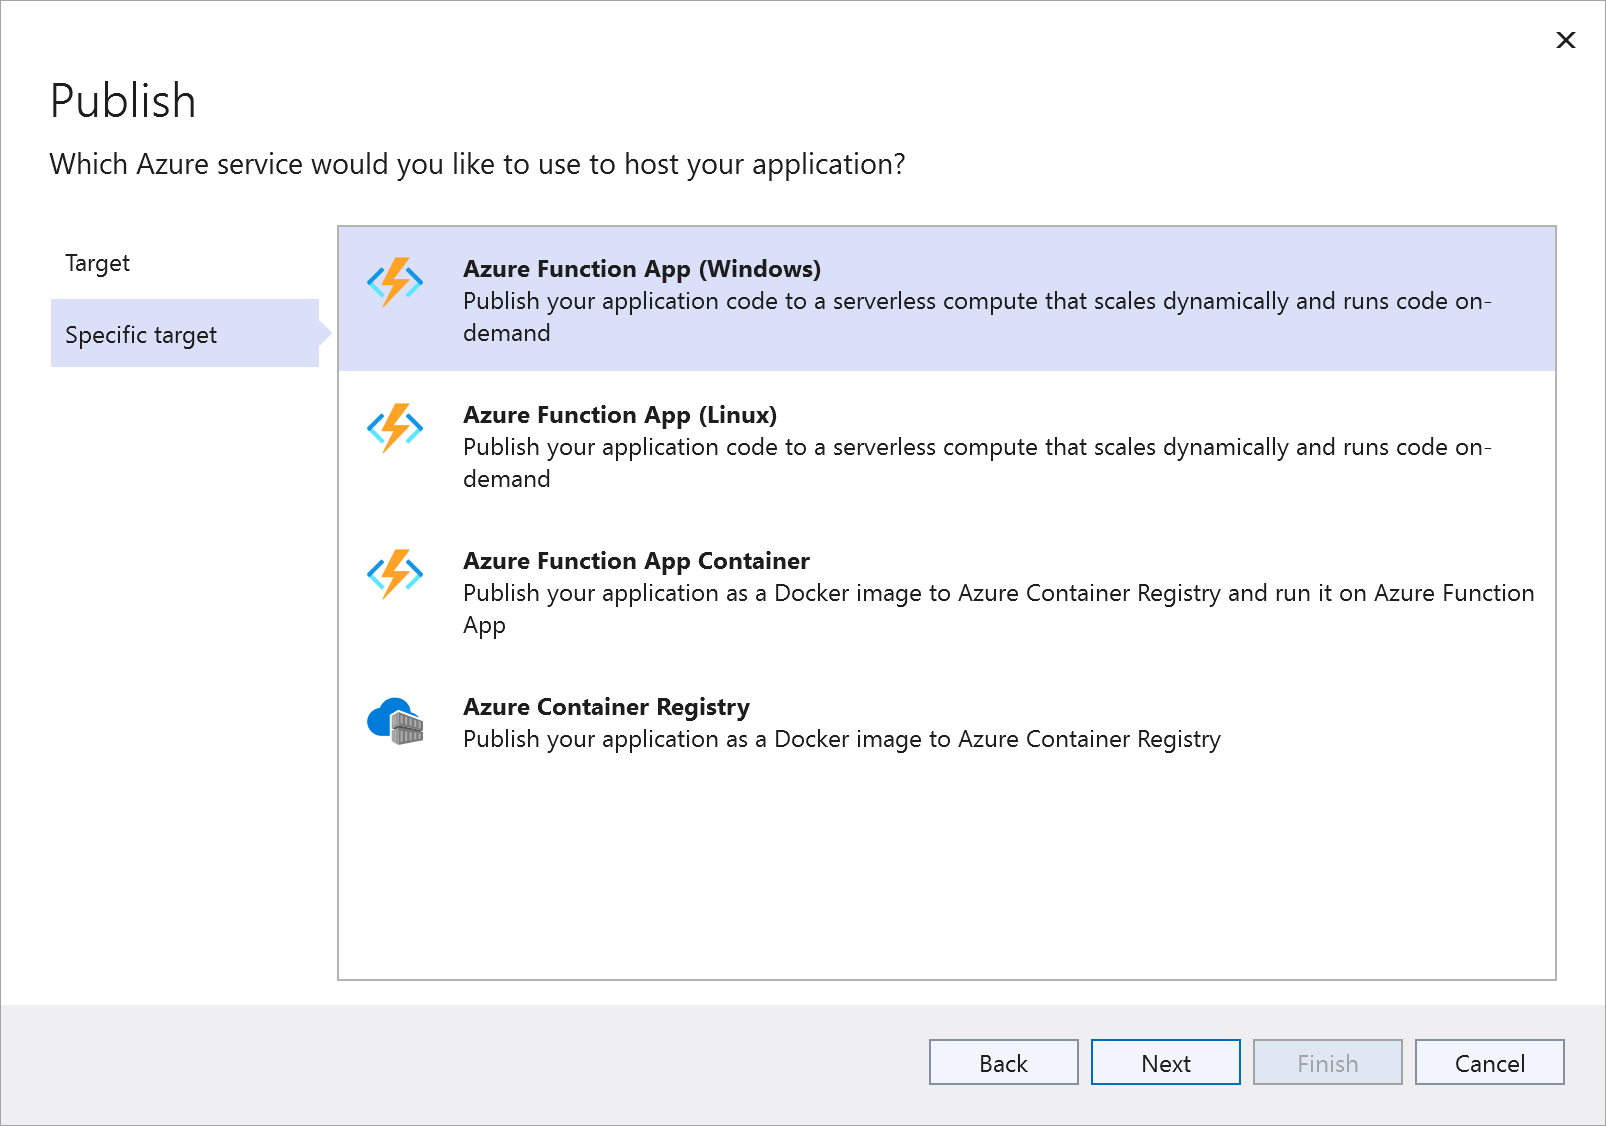 Publish
Which Azure service would you like to use to host your application?
Target
Specific target
Azure Function App (Windows)
Publish your application code to a serverless compute that scales dynamically and runs code on-
demand
Azure Function App (Linux)
Publish your application code to a serverless compute that scales dynamically and runs code on-
demand
Azure Function App Container
Publish your application as a Docker image to Azure Container Registry and run it on Azure Function
App
Azure Container Registry
Publish your application as a Docker image to Azure Container Registry
Back
Next
Finish
Cancel